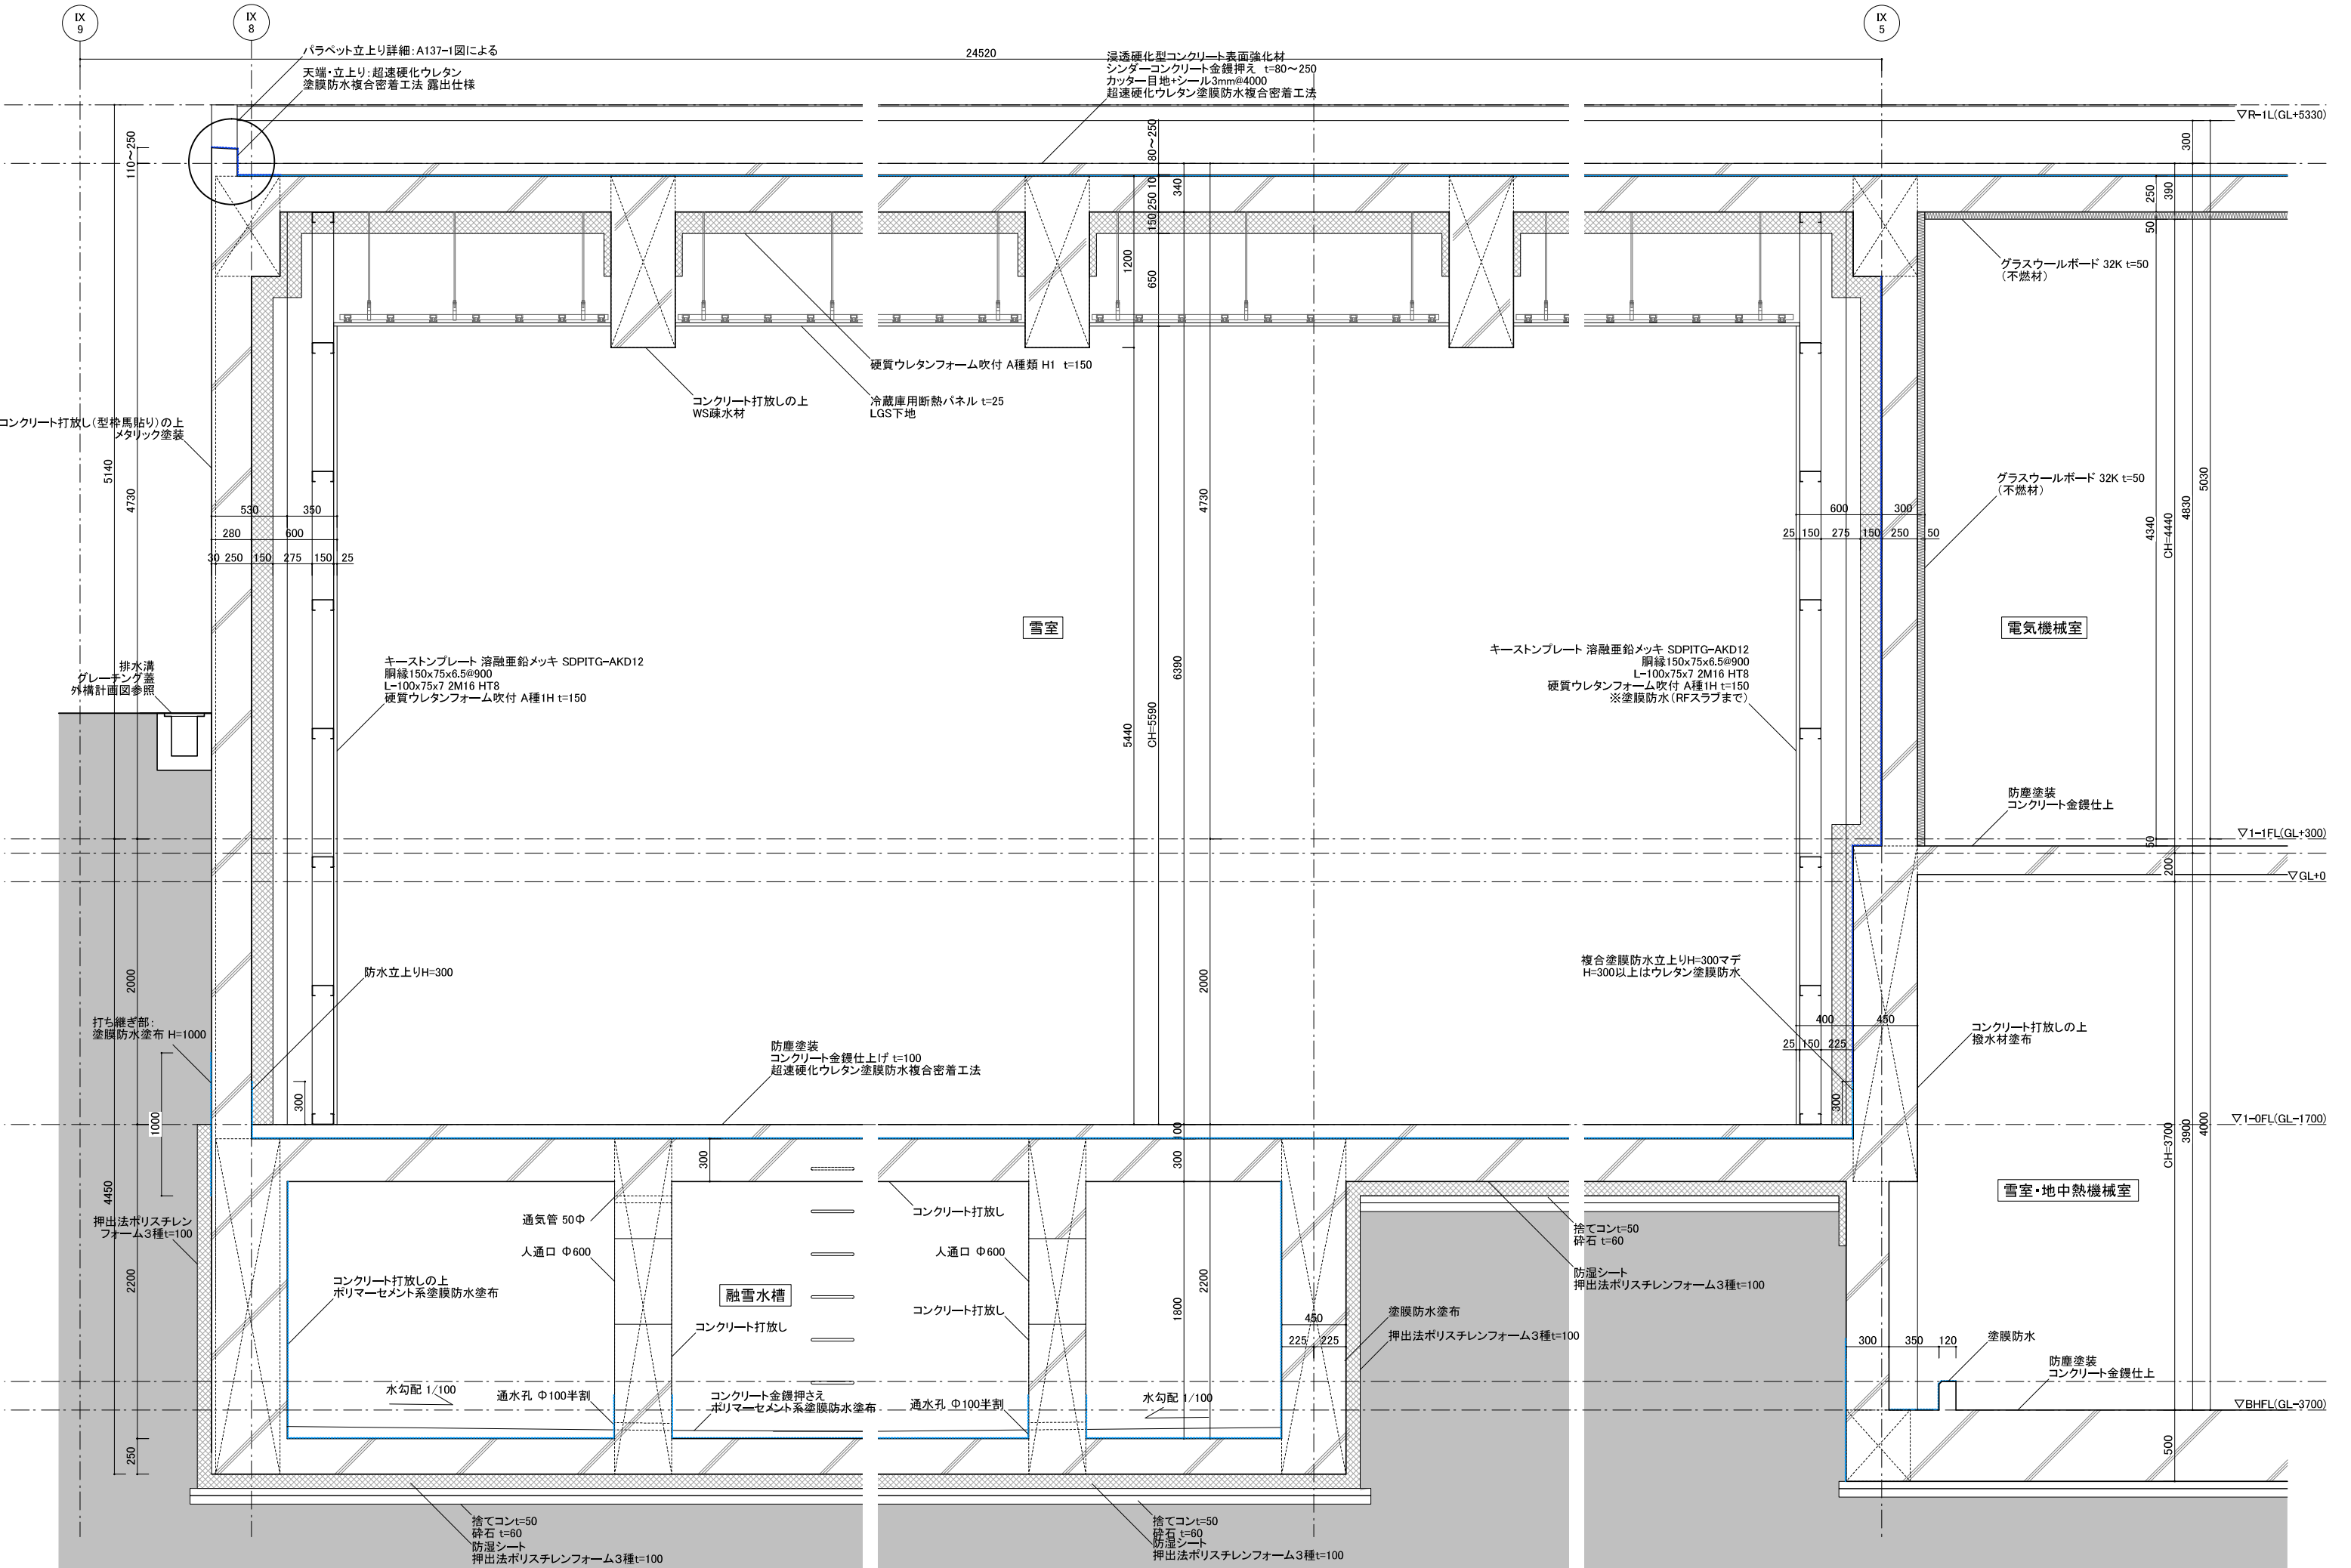 IX
9
IX
8
IX
5
24520
パラペット立上り詳細:A137-1図による
天端・立上り:超速硬化ウレタン
塗膜防水複合密着工法 露出仕様
浸透硬化型コンクリート表面強化材
シンダーコンクリート金鏝押え t=80～250
カッター目地+シール3mm@4000
超速硬化ウレタン塗膜防水複合密着工法
▽R-1L(GL+5330)
110～250
80～250
10
250
150
340
1200
650
300
250
390
50
グラスウールボード 32K t=50
(不燃材)
硬質ウレタンフォーム吹付 A種類 H1 t=150
コンクリート打放しの上
WS疎水材
冷蔵庫用断熱パネル t=25
LGS下地
コンクリート打放し(型枠馬貼り)の上
メタリック塗装
5140
4730
530
350
280
600
30
250
150
275
150
25
4730
6390
5440
CH=5590
600
300
25
150
275
150
250
50
グラスウールボード 32K t=50
(不燃材)
4340
CH=4440
4830
5030
雪室
電気機械室
排水溝
グレーチング蓋
外構計画図参照
キーストンプレート 溶融亜鉛メッキ SDPITG-AKD12
胴縁150x75x6.5@900
L-100x75x7 2M16 HT8
硬質ウレタンフォーム吹付 A種1H t=150
キーストンプレート 溶融亜鉛メッキ SDPITG-AKD12
胴縁150x75x6.5@900
L-100x75x7 2M16 HT8
硬質ウレタンフォーム吹付 A種1H t=150
※塗膜防水(RFスラブまで)
防塵塗装
コンクリート金鏝仕上
▽1-1FL(GL+300)
50
200
▽GL+0
2000
2000
防水立上りH=300
複合塗膜防水立上りH=300マデ
H=300以上はウレタン塗膜防水
打ち継ぎ部:
塗膜防水塗布 H=1000
防塵塗装
コンクリート金鏝仕上げ t=100
超速硬化ウレタン塗膜防水複合密着工法
400
450
25
150
225
コンクリート打放しの上
撥水材塗布
1000
300
300
▽1-0FL(GL-1700)
100
300
300
CH=3700
3900
4000
4450
2200
押出法ポリスチレン
フォーム3種t=100
通気管 50Φ
コンクリート打放し
人通口 Φ600
人通口 Φ600
雪室・地中熱機械室
捨てコンt=50
砕石 t=60
防湿シート
押出法ポリスチレンフォーム3種t=100
コンクリート打放しの上
ポリマーセメント系塗膜防水塗布
融雪水槽
コンクリート打放し
コンクリート打放し
1800
2200
450
225
225
塗膜防水塗布
押出法ポリスチレンフォーム3種t=100
300
350
120
塗膜防水
防塵塗装
コンクリート金鏝仕上
水勾配 1/100
通水孔 Φ100半割
コンクリート金鏝押さえ
ポリマーセメント系塗膜防水塗布
通水孔 Φ100半割
水勾配 1/100
▽BHFL(GL-3700)
250
500
捨てコンt=50
砕石 t=60
防湿シート
押出法ポリスチレンフォーム3種t=100
捨てコンt=50
砕石 t=60
防湿シート
押出法ポリスチレンフォーム3種t=100